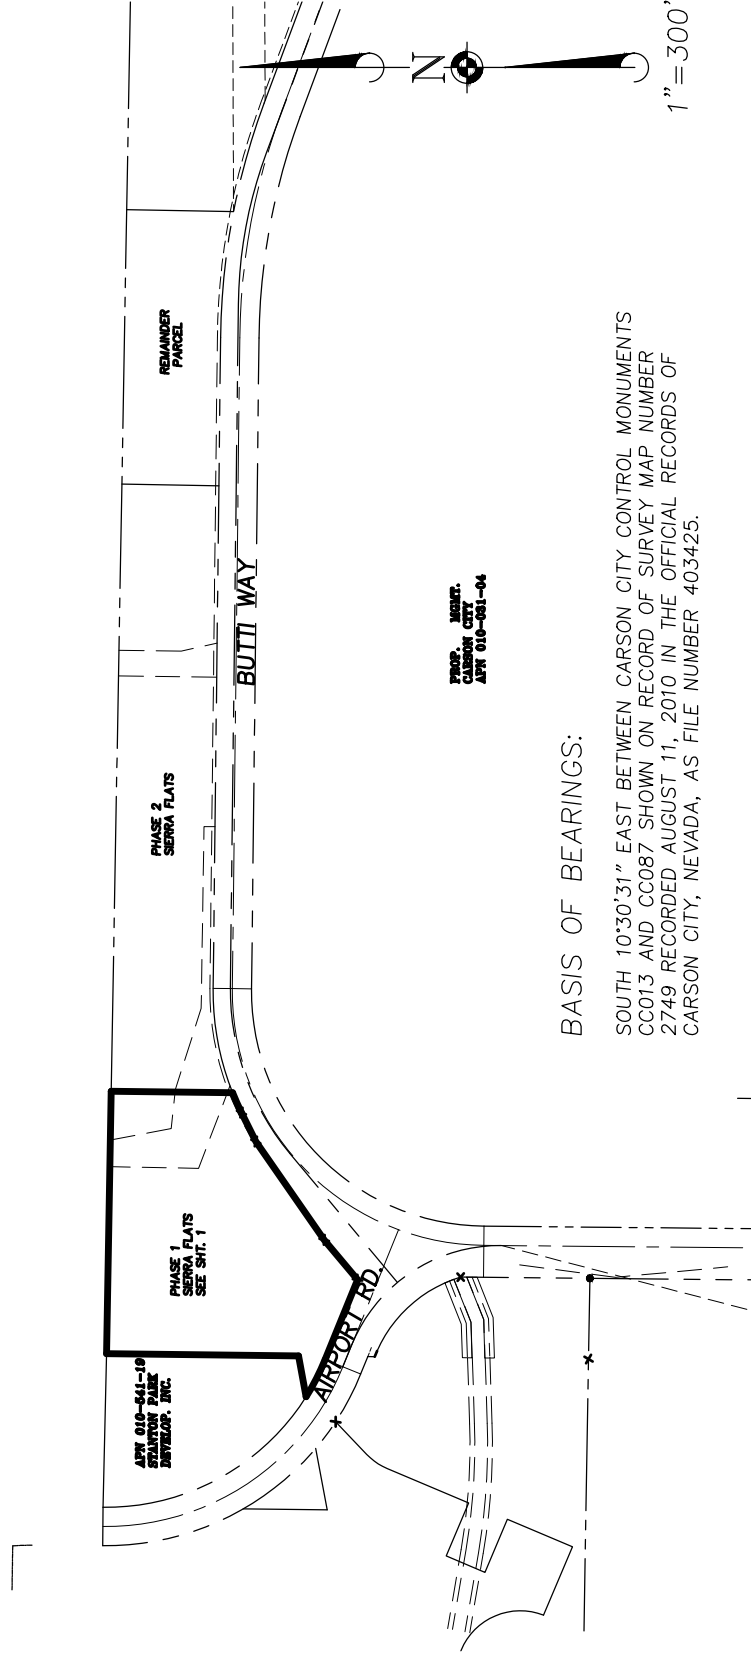 APN 010-541-19
STANTON PARK
DEVELOP. INC.
PHASE 1
SIERRA FLATS
SEE SHT. 1
PHASE 2
SIERRA FLATS
REMAINDER
PARCEL
AIRPORT RD.
BUTTI WAY
PROP. MGMT.
CARSON CITY
APN 010-031-04
N
1"=300'
BASIS OF BEARINGS:
SOUTH 10°30'31" EAST BETWEEN CARSON CITY CONTROL MONUMENTS
CC013 AND CC087 SHOWN ON RECORD OF SURVEY MAP NUMBER
2749 RECORDED AUGUST 11, 2010 IN THE OFFICIAL RECORDS OF
CARSON CITY, NEVADA, AS FILE NUMBER 403425.